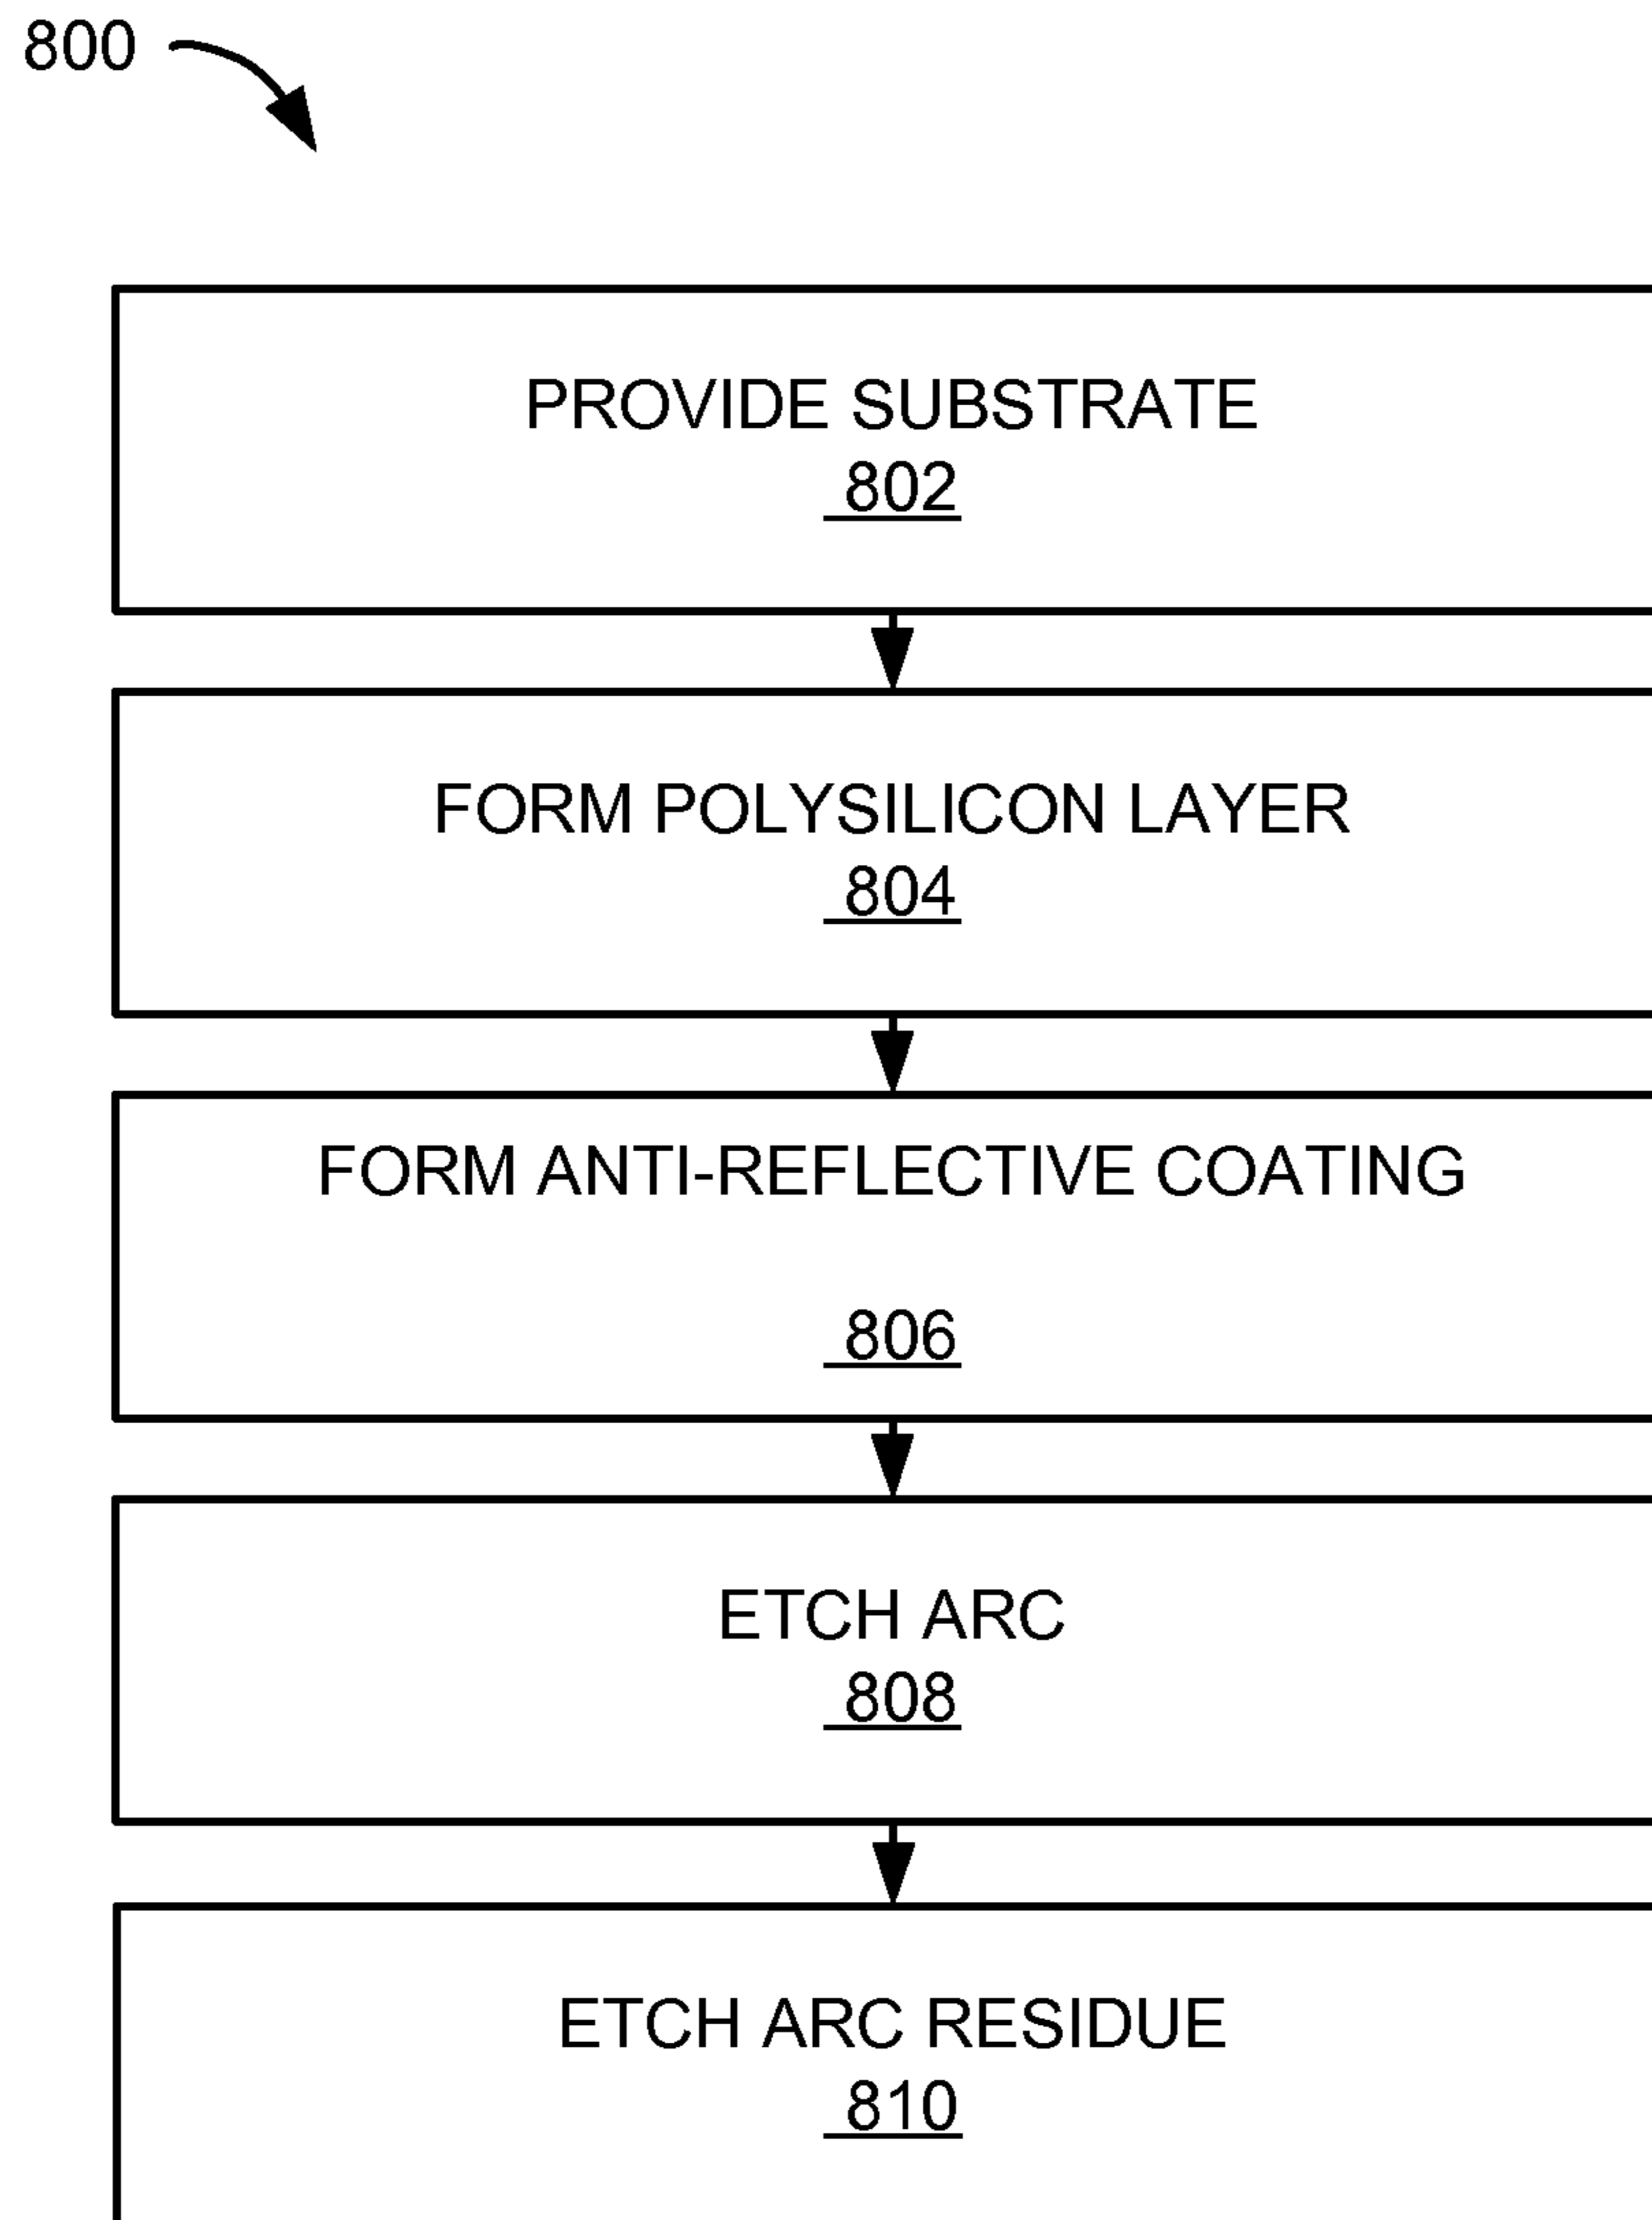 800
PROVIDE SUBSTRATE
802
FORM POLYSILICON LAYER
804
FORM ANTI-REFLECTIVE COATING
806
ETCH ARC
808
ETCH ARC RESIDUE
810